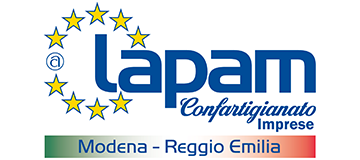 @ lapam
Confartigianato
Imprese
Modena - Reggio Emilia